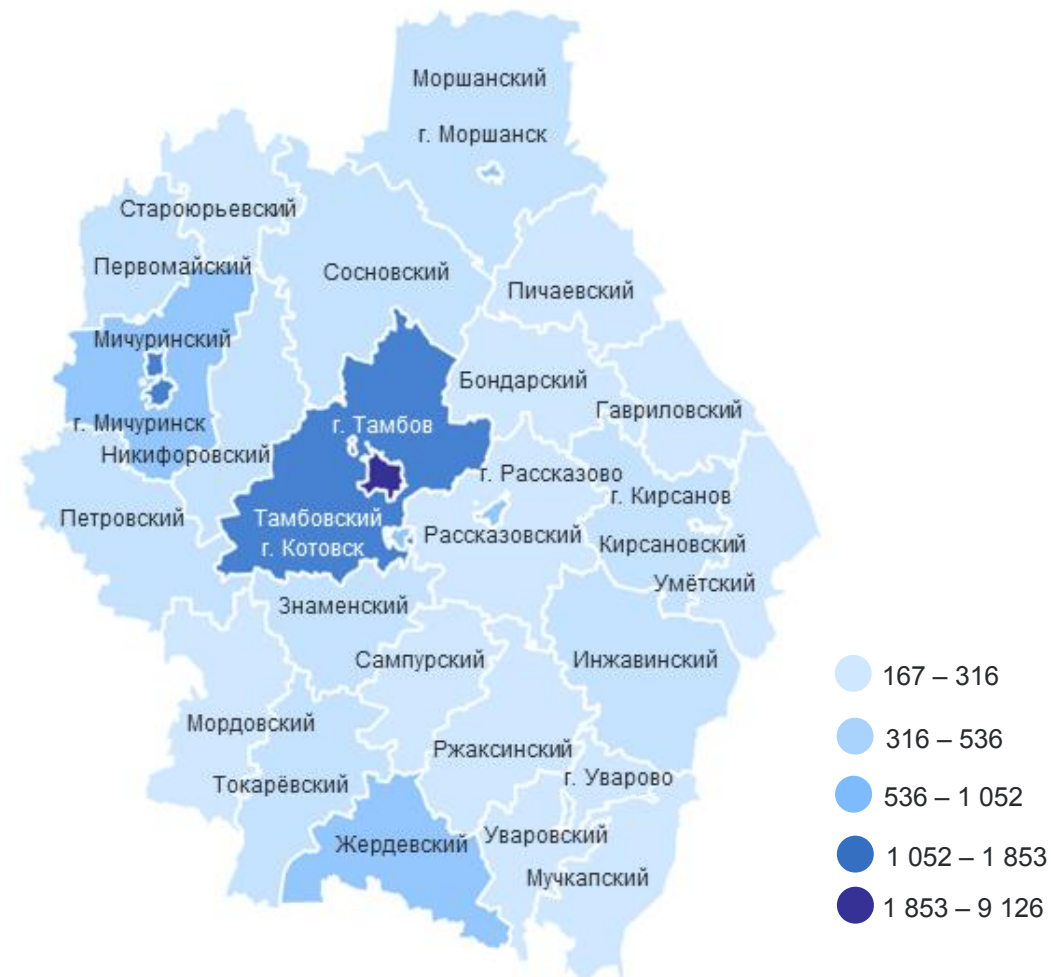 Моршанский
г. Моршанск
Староюрьевский
Первомайский
Сосновский
Пичаевский
Мичуринский
Бондарский
Гавриловский
г. Мичуринск
г. Тамбов
Никифоровский
г. Рассказово
г. Кирсанов
Петровский
Тамбовский
Рассказовский
Кирсановский
г. Котовск
Умётский
Знаменский
Сампурский
Инжавинский
Мордовский
Ржаксинский
Токарёвский
г. Уварово
Жердевский
Уваровский
Мучкапский
167 – 316
316 – 536
536 – 1 052
1 052 – 1 853
1 853 – 9 126